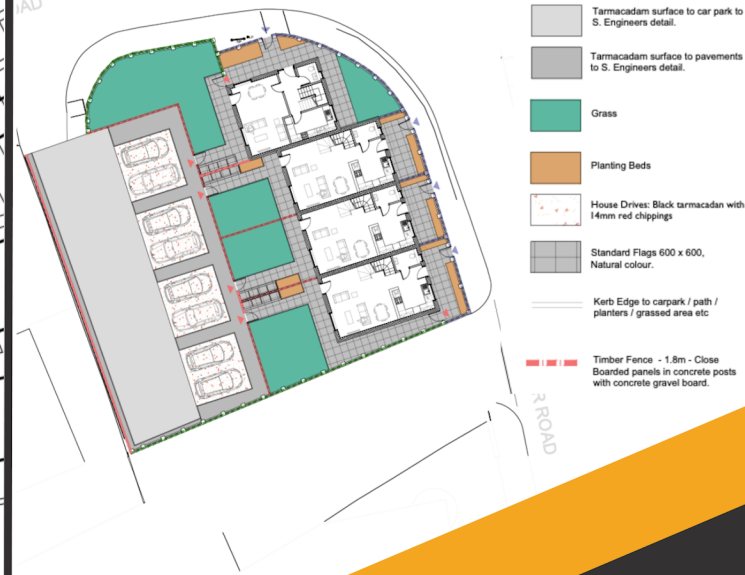 OAD
Tarmacadam surface to car park to
S. Engineers detail.
Tarmacadam surface to pavements
to S. Engineers detail.
Grass
Planting Beds
House Drives: Black tarmacadan with
14mm red chippings
Standard Flags 600 x 600,
Natural colour.
Kerb Edge to carpark / path /
planters / grassed area etc
Timber Fence - 1.8m - Close
Boarded panels in concrete posts
with concrete gravel board.
R ROAD